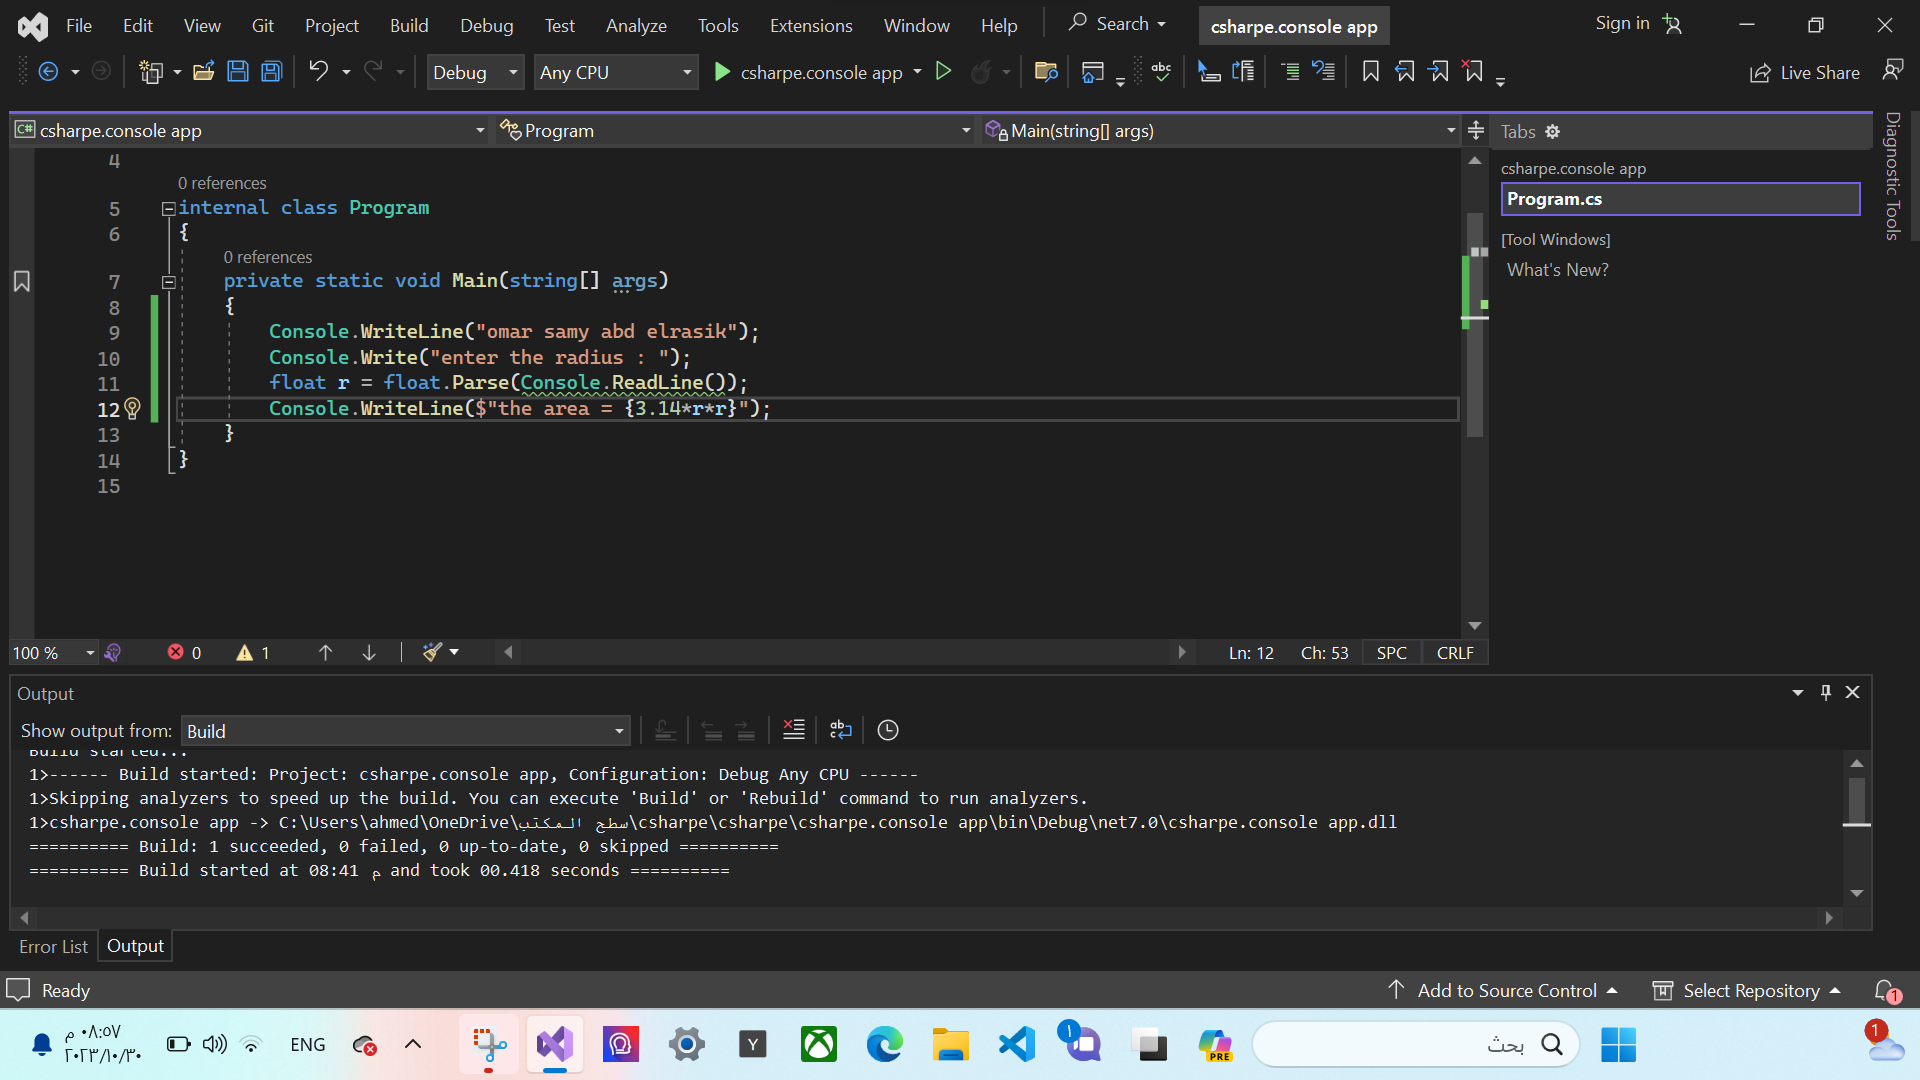 File Edit View Git Project Build Debug Test Analyze Tools Extensions Window Help Search csharpe.console app Sign in
Debug Any CPU csharpe.console app Live Share
C# csharpe.console app Program Main(string[] args)
Tabs
csharpe.console app
Program.cs
[Tool Windows]
What's New?
Diagnostic Tools
4
0 references
5 internal class Program
6 {
0 references
7 private static void Main(string[] args)
8 {
9 Console.WriteLine("omar samy abd elrasik");
10 Console.Write("enter the radius : ");
11 float r = float.Parse(Console.ReadLine());
12 Console.WriteLine($"the area = {3.14*r*r}");
13 }
14 }
15
100 % 0 1 Ln: 12 Ch: 53 SPC CRLF
Output
Show output from: Build
Build started...
1>------ Build started: Project: csharpe.console app, Configuration: Debug Any CPU ------
1>Skipping analyzers to speed up the build. You can execute 'Build' or 'Rebuild' command to run analyzers.
1>csharpe.console app -> C:\Users\ahmed\OneDrive\سطح المكتب\csharpe\csharpe\csharpe.console app\bin\Debug\net7.0\csharpe.console app.dll
========== Build: 1 succeeded, 0 failed, 0 up-to-date, 0 skipped ==========
========== Build started at 08:41 م and took 00.418 seconds ==========
Error List Output
Ready Add to Source Control Select Repository 1
٠٨:٥٧ م
٢٠٢٣/١٠/٣٠
ENG Y ١ PRE بحث 1